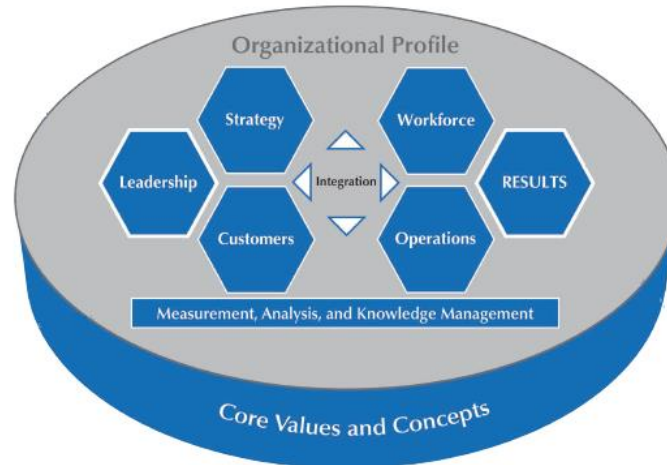 Organizational Profile
Strategy
Workforce
Leadership
Integration
RESULTS
Customers
Operations
Measurement, Analysis, and Knowledge Management
Core Values and Concepts